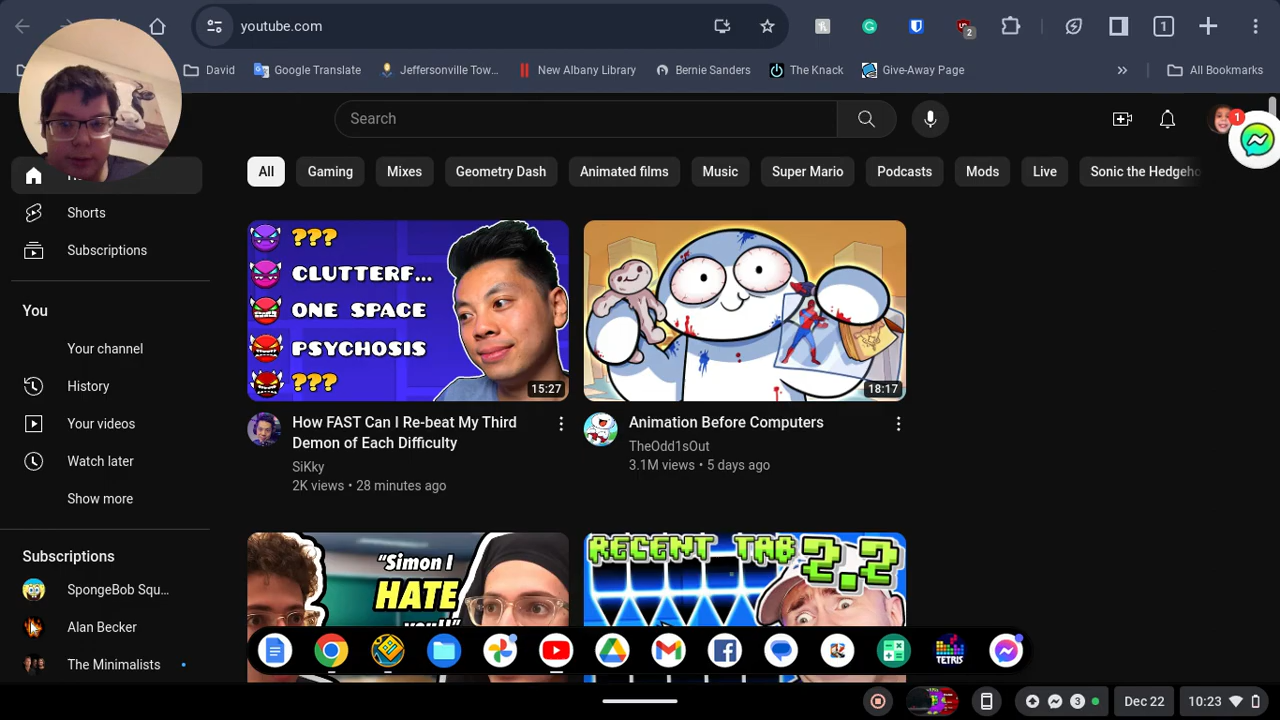 youtube.com
2
1
David
Google Translate
Jeffersonville Tow...
New Albany Library
Bernie Sanders
The Knack
Give-Away Page
All Bookmarks
Search
1
All
Gaming
Mixes
Geometry Dash
Animated films
Music
Super Mario
Podcasts
Mods
Live
Sonic the Hedgeho
Shorts
Subscriptions
You
Your channel
History
Your videos
Watch later
Show more
Subscriptions
SpongeBob Squ...
Alan Becker
The Minimalists
???
CLUTTERF...
ONE SPACE
PSYCHOSIS
???
15:27
How FAST Can I Re-beat My Third
Demon of Each Difficulty
SiKky
2K views • 28 minutes ago
18:17
Animation Before Computers
TheOdd1sOut
3.1M views • 5 days ago
"Simon I
HATE
you!!"
RECENT TAB
2.2
TETRIS
3
Dec 22
10:23